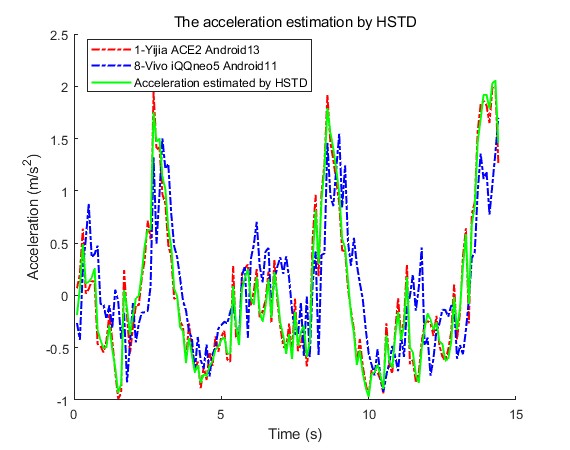 The acceleration estimation by HSTD
2.5
1-Yijia ACE2 Android13
8-Vivo iQQneo5 Android11
Acceleration estimated by HSTD
2
1.5
1
0.5
0
-0.5
-1
Acceleration (m/s²)
0
5
10
15
Time (s)